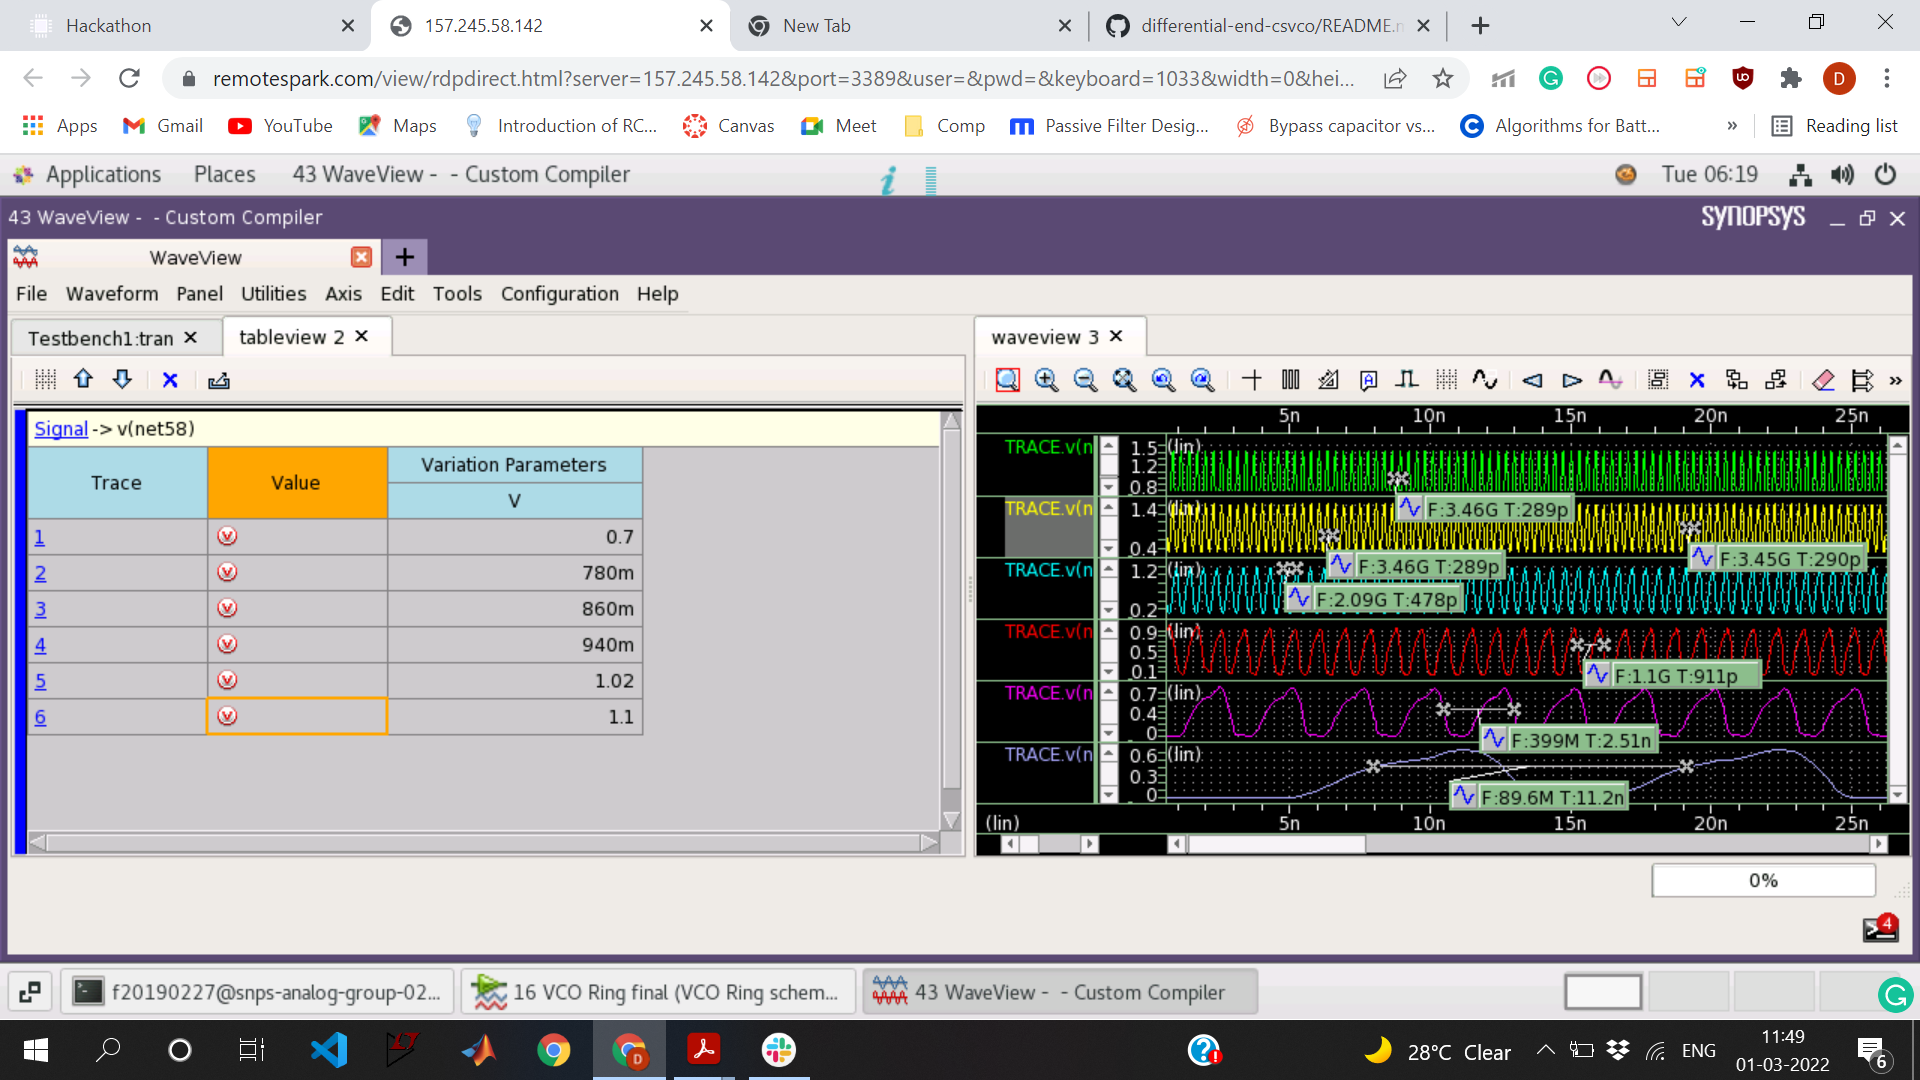 Hackathon
157.245.58.142
New Tab
differential-end-csvco/README.m
remotespark.com/view/rdpdirect.html?server=157.245.58.142&port=3389&user=&pwd=&keyboard=1033&width=0&hei...
D
Apps
Gmail
YouTube
Maps
Introduction of RC...
Canvas
Meet
Comp
Passive Filter Desig...
Bypass capacitor vs...
Algorithms for Batt...
»
Reading list
Applications
Places
43 WaveView - - Custom Compiler
Tue 06:19
43 WaveView - - Custom Compiler
SYNOPSYS
WaveView
File Waveform Panel Utilities Axis Edit Tools Configuration Help
Testbench1:tran
tableview 2
waveview 3
Signal -> v(net58)
Trace
Value
Variation Parameters
V
1 0.7
2 780m
3 860m
4 940m
5 1.02
6 1.1
5n 10n 15n 20n 25n
TRACE.v(n
1.5
1.2
0.8
(lin)
F:3.46G T:289p
TRACE.v(n
1.4
0.4
(lin)
F:3.46G T:289p
F:3.45G T:290p
TRACE.v(n
1.2
0.2
(lin)
F:2.09G T:478p
TRACE.v(n
0.9
0.5
0.1
(lin)
F:1.1G T:911p
TRACE.v(n
0.7
0.4
0
(lin)
F:399M T:2.51n
TRACE.v(n
0.6
0.3
0
(lin)
F:89.6M T:11.2n
(lin)
5n 10n 15n 20n 25n
0%
4
f20190227@snps-analog-group-02...
16 VCO Ring final (VCO Ring schem...
43 WaveView - - Custom Compiler
28°C Clear
ENG
11:49
01-03-2022
6